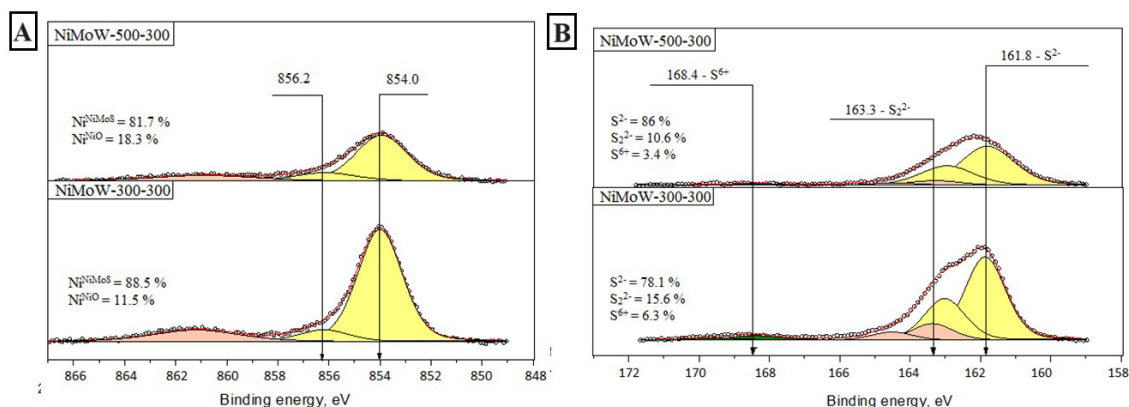 A
NiMoW-500-300
856.2
854.0
Ni^NiMoS = 81.7 %
Ni^NiO = 18.3 %
NiMoW-300-300
Ni^NiMoS = 88.5 %
Ni^NiO = 11.5 %
866 864 862 860 858 856 854 852 850 848
Binding energy, eV
B
NiMoW-500-300
161.8 - S²⁻
168.4 - S⁶⁺
163.3 - S₂²⁻
S²⁻ = 86 %
S₂²⁻ = 10.6 %
S⁶⁺ = 3.4 %
NiMoW-300-300
S²⁻ = 78.1 %
S₂²⁻ = 15.6 %
S⁶⁺ = 6.3 %
172 170 168 166 164 162 160 158
Binding energy, eV